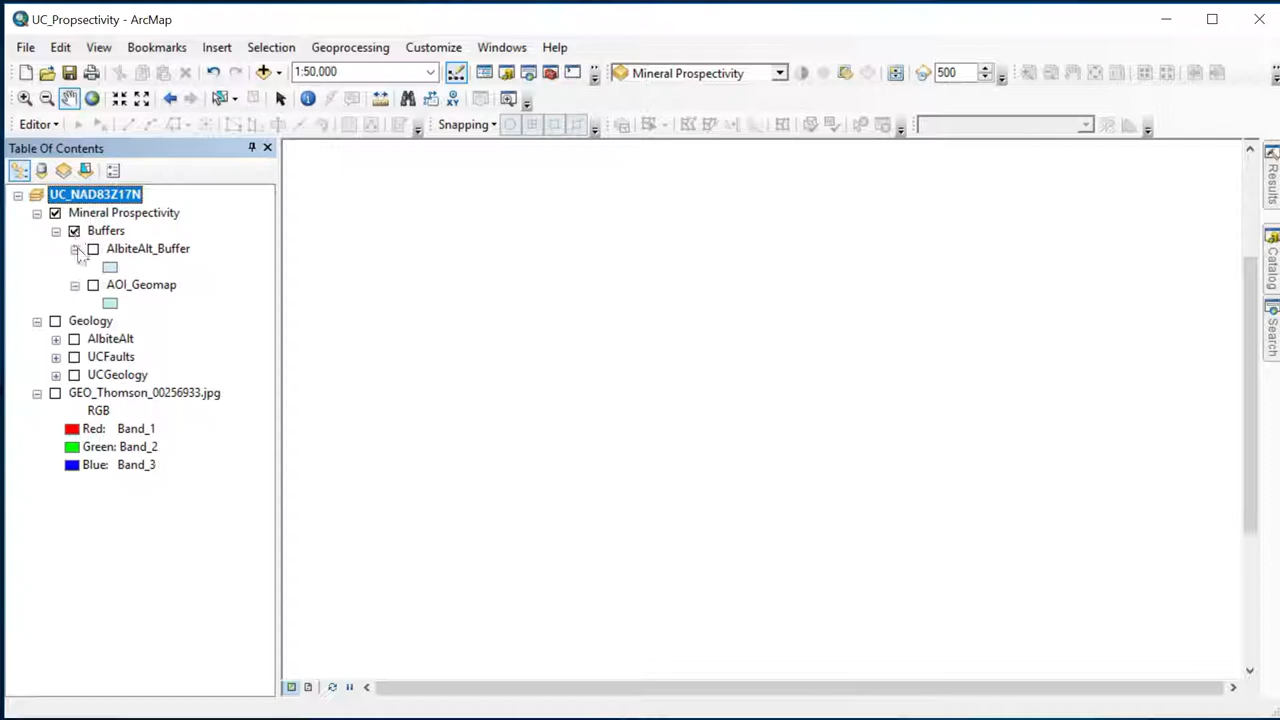 UC_Propsectivity - ArcMap
File Edit View Bookmarks Insert Selection Geoprocessing Customize Windows Help
1:50,000 Mineral Prospectivity 500
Editor Snapping
Table Of Contents
UC_NAD83Z17N
Mineral Prospectivity
Buffers
AlbiteAlt_Buffer
AOI_Geomap
Geology
AlbiteAlt
UCFaults
UCGeology
GEO_Thomson_00256933.jpg
RGB
Red: Band_1
Green: Band_2
Blue: Band_3
Results
Catalog
Search